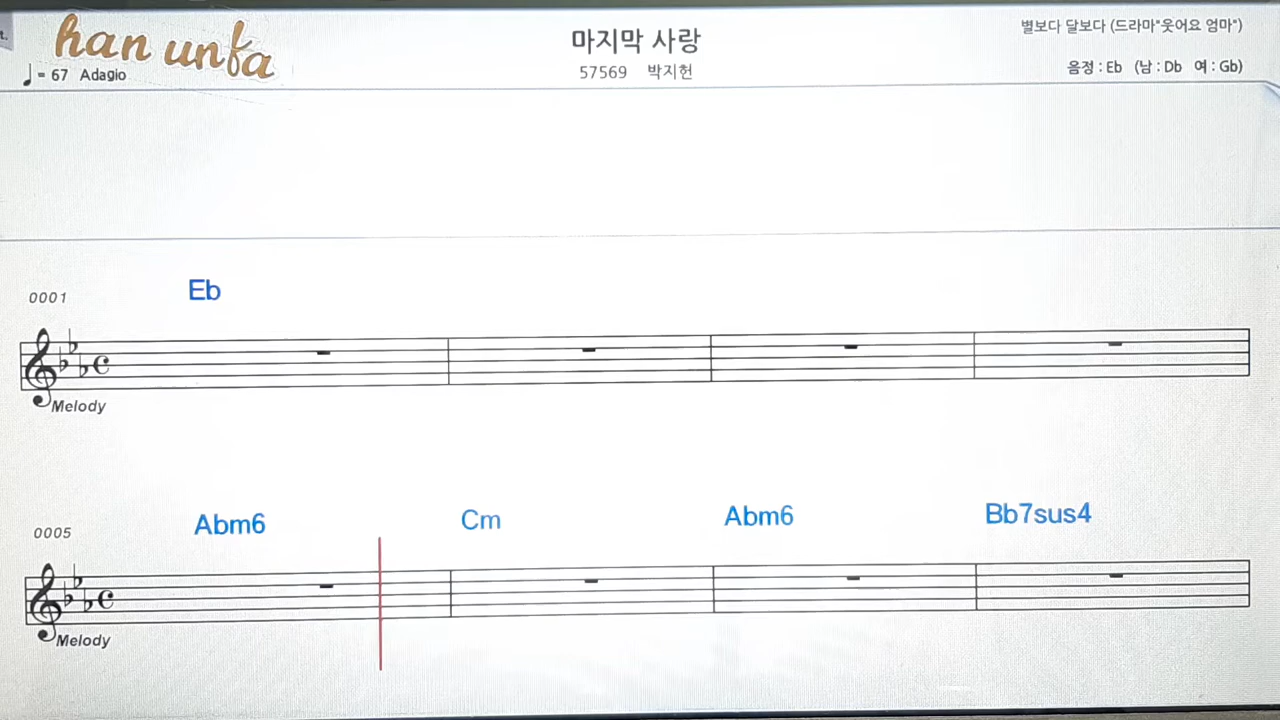 t.
han unfa
마지막 사랑
별보다 달보다 (드라마"웃어요 엄마")
♩= 67 Adagio
57569 박지헌
음정 : Eb (남 : Db 여 : Gb)
0001
Eb
Melody
0005
Abm6 Cm Abm6 Bb7sus4
Melody